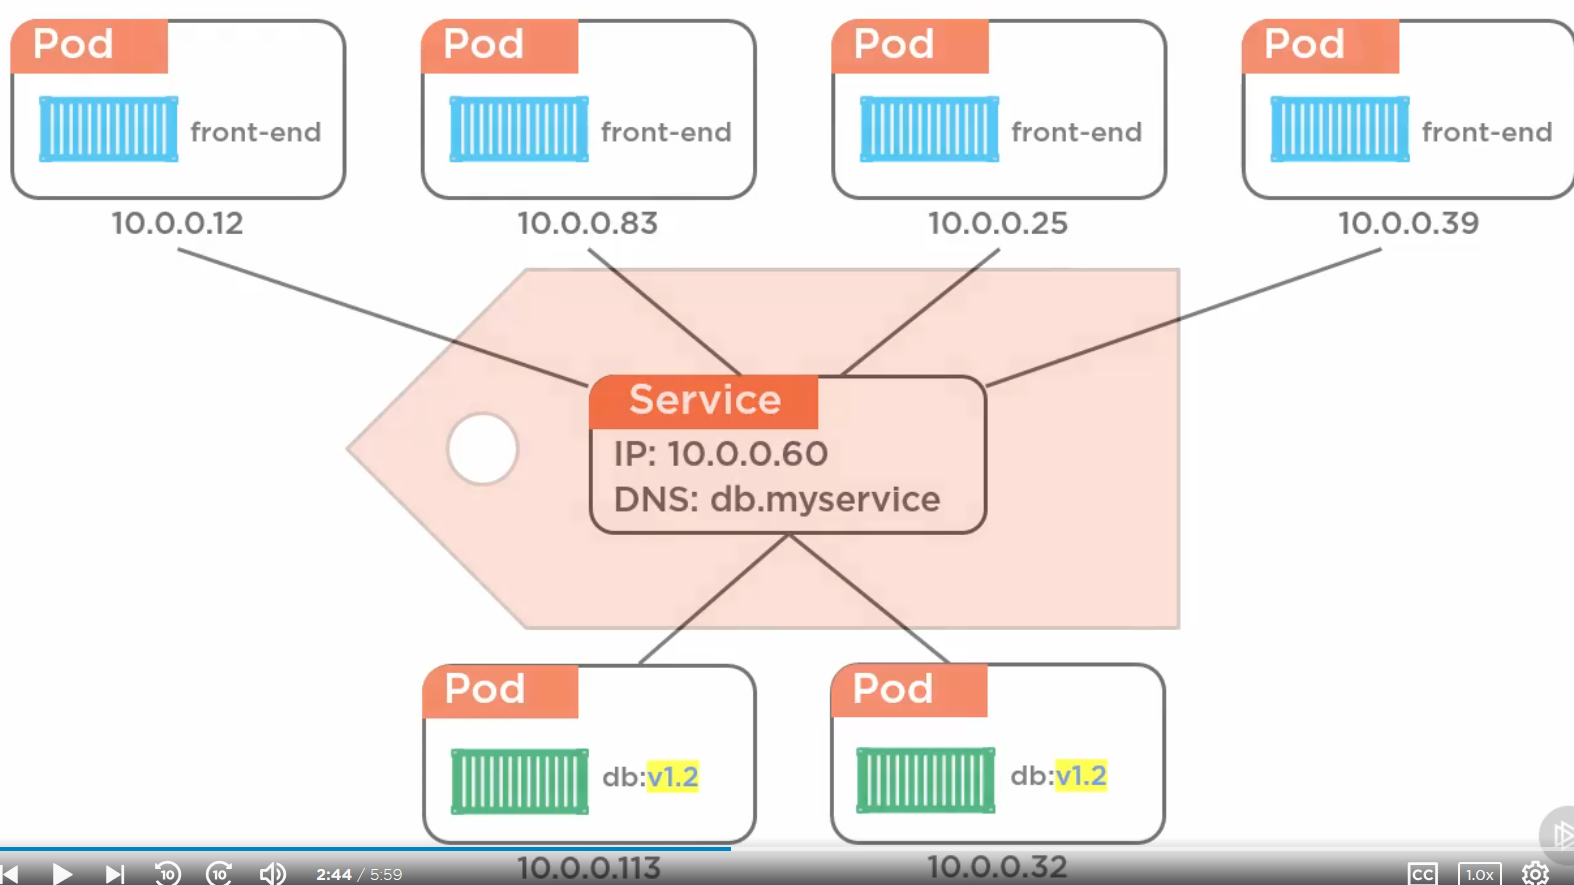 Pod
front-end
10.0.0.12
Pod
front-end
10.0.0.83
Pod
front-end
10.0.0.25
Pod
front-end
10.0.0.39
Service
IP: 10.0.0.60
DNS: db.myservice
Pod
db:v1.2
10.0.0.113
Pod
db:v1.2
10.0.0.32
10
10
2:44 / 5:59
CC
1.0x